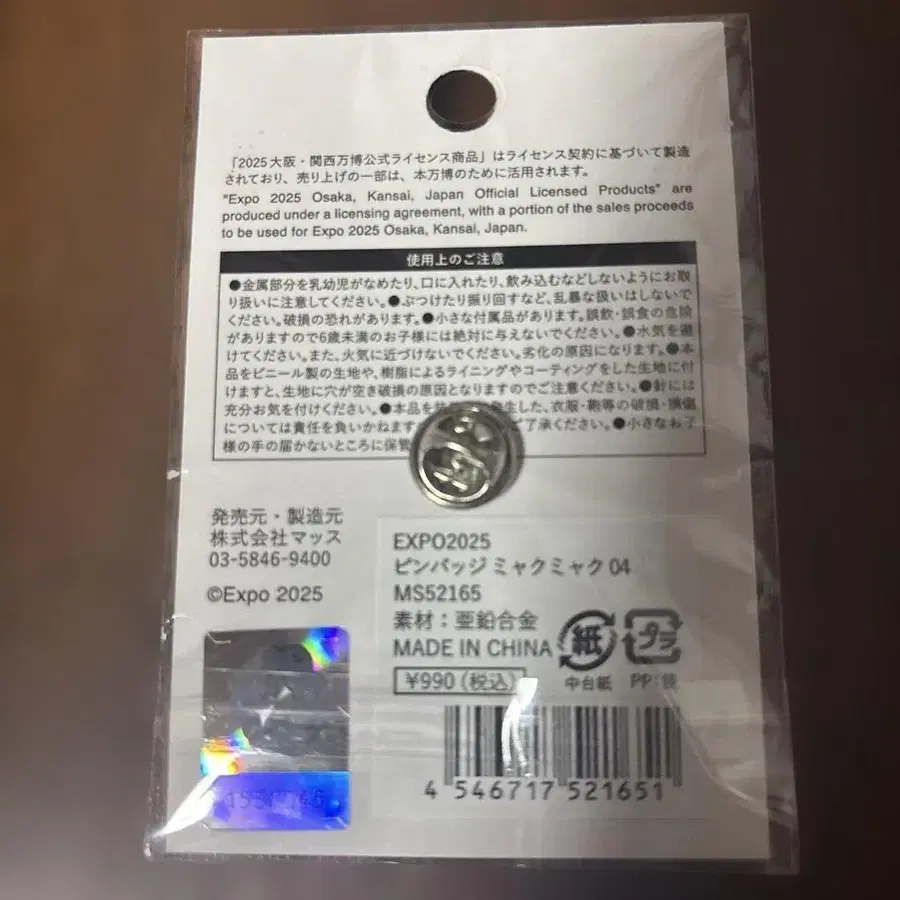 「2025大阪・関西万博公式ライセンス商品」はライセンス契約に基づいて製造
されており、売り上げの一部は、本万博のために活用されます。
"Expo 2025 Osaka, Kansai, Japan Official Licensed Products" are
produced under a licensing agreement, with a portion of the sales proceeds
to be used for Expo 2025 Osaka, Kansai, Japan.
使用上のご注意
●金属部分を乳幼児がなめたり、口に入れたり、飲み込むなどしないようにお取
り扱いに注意してください。●ぶつけたり振り回すなど、乱暴な扱いはしないで
ください。破損の恐れがあります。●小さな付属品があります。誤飲・誤食の危険
がありますので6歳未満のお子様には絶対に与えないでください。●水気を避
けてください。また、火気に近づけないでください。劣化の原因になります。●本
品をビニール製の生地や、樹脂によるライニングやコーティングをした生地に付
けますと、生地に穴が空き破損の原因となりますのでご注意ください。●針には
充分お気を付けください。●本品を 発生した、衣服・鞄等の破損・損傷
については責任を負いかねます ご了承ください。●小さなお子
様の手の届かないところに保管
発売元・製造元
株式会社マッス
03-5846-9400
©Expo 2025
EXPO2025
ピンバッジ ミャクミャク 04
MS52165
素材：亜鉛合金
MADE IN CHINA
紙
プラ
¥990（税込）
中台紙
PP:袋
4 546717 521651